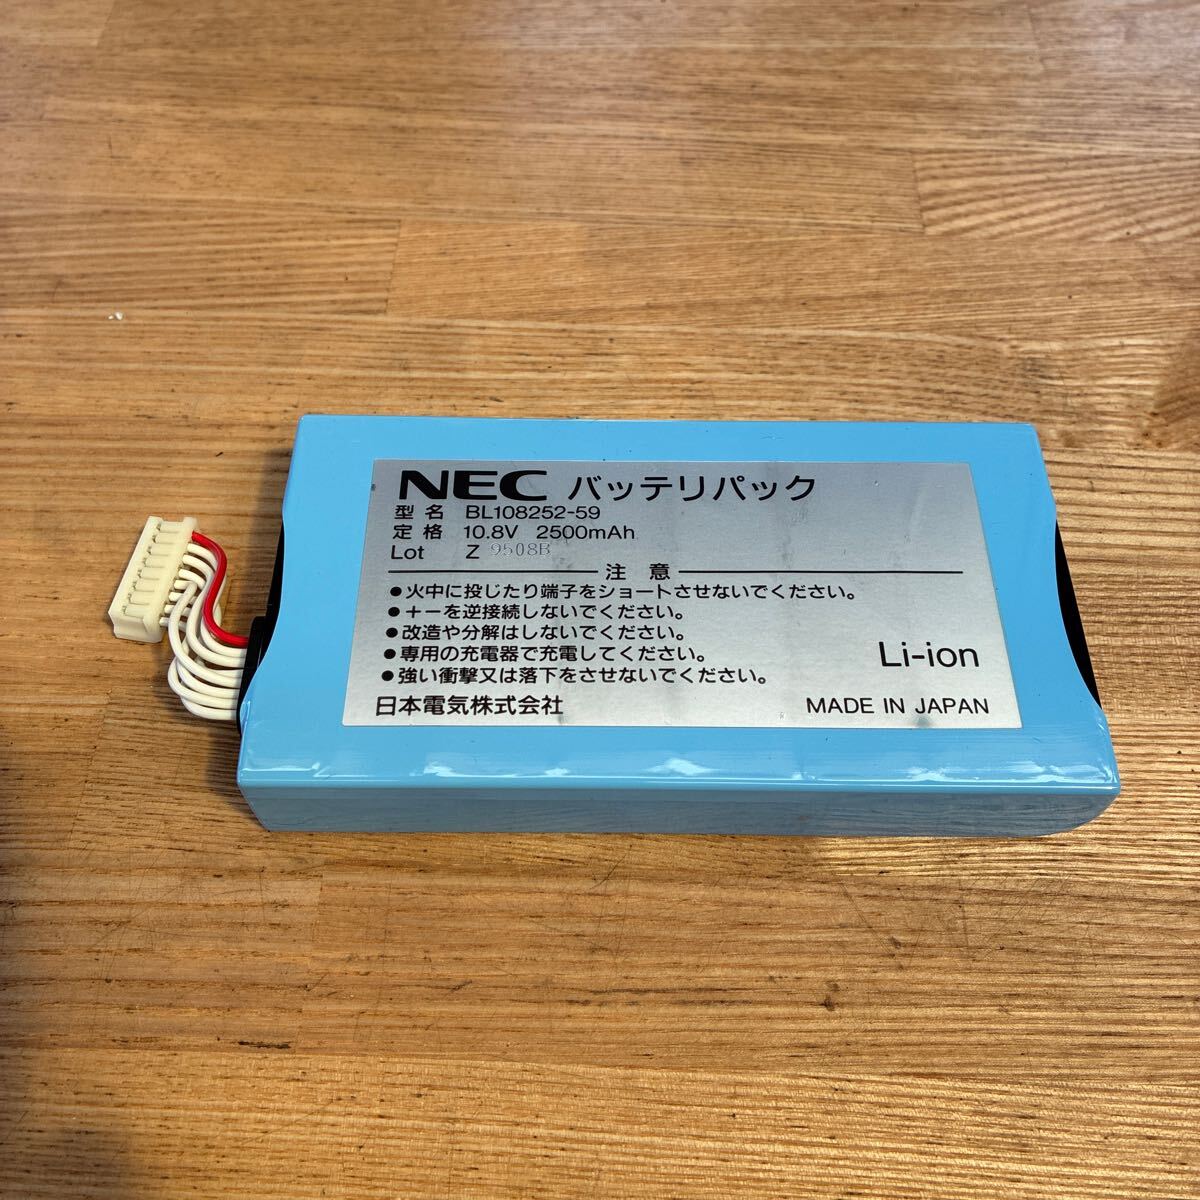 NEC バッテリパック
型名 BL108252-59
定格 10.8V 2500mAh
Lot Z 9508B
注意
●火中に投じたり端子をショートさせないでください。
●+−を逆接続しないでください。
●改造や分解はしないでください。
●専用の充電器で充電してください。
●強い衝撃又は落下をさせないでください。
Li-ion
日本電気株式会社 MADE IN JAPAN